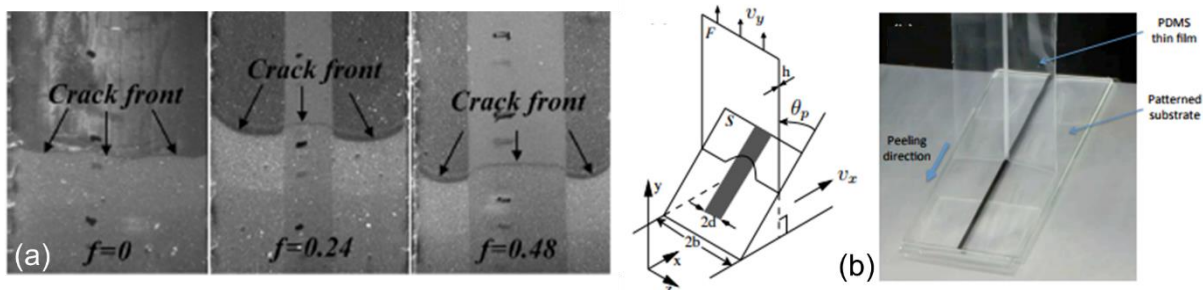 Crack front
f=0
Crack front
f=0.24
Crack front
f=0.48
(a)
v_y
F
h
θ_p
S
v_x
y
2d
x
2b
(b)
PDMS
thin film
Patterned
substrate
Peeling
direction